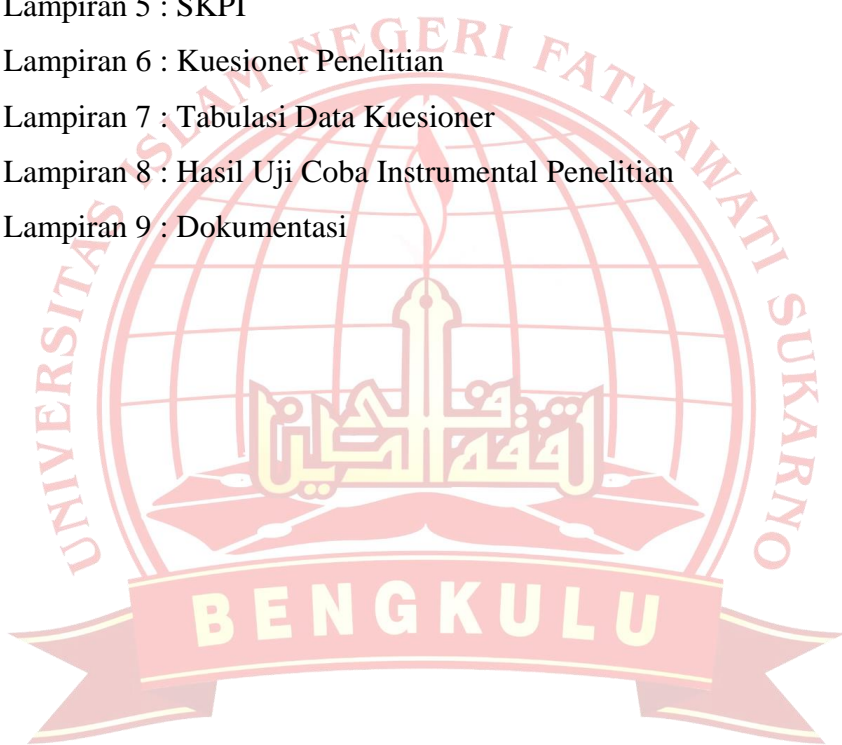 Lampiran 5 : SKPI
Lampiran 6 : Kuesioner Penelitian
Lampiran 7 : Tabulasi Data Kuesioner
Lampiran 8 : Hasil Uji Coba Instrumental Penelitian
Lampiran 9 : Dokumentasi
UNIVERSITAS ISLAM NEGERI FATMAWATI SUKARNO
BENGKULU